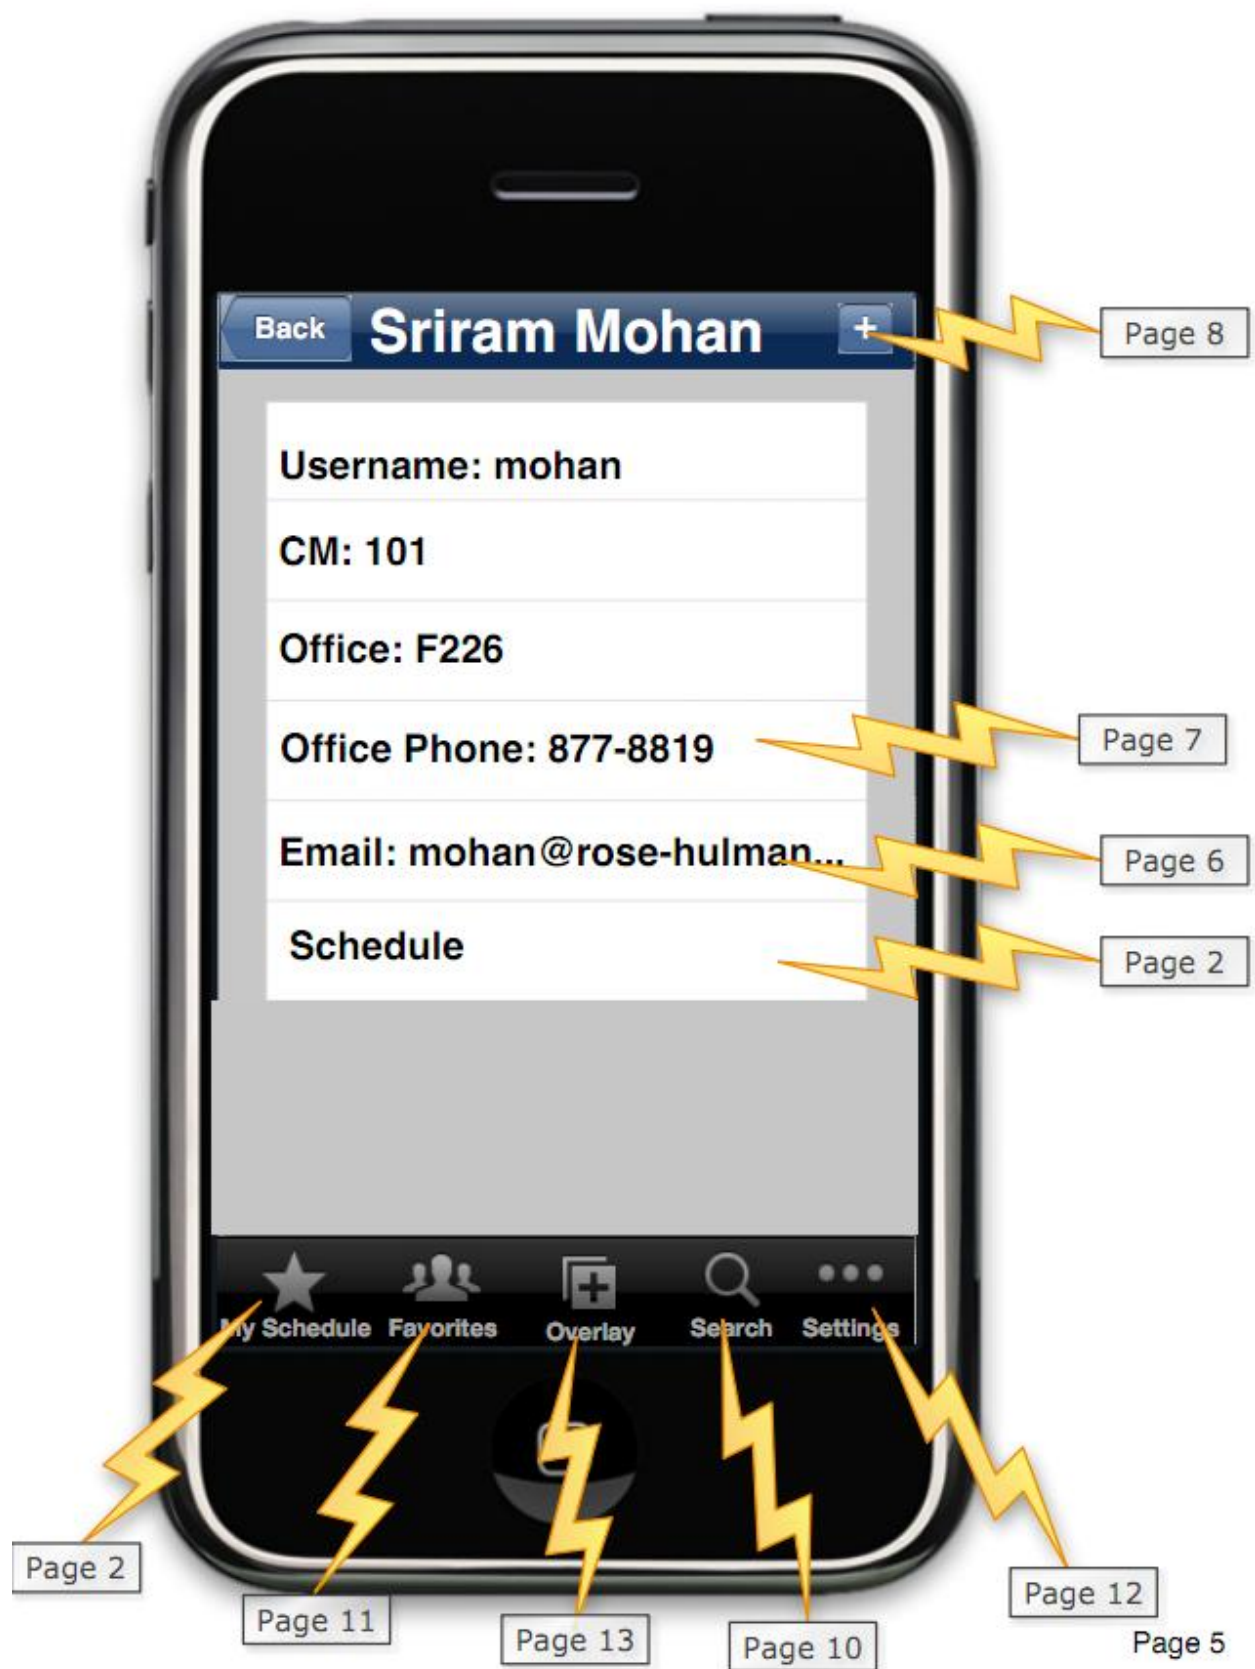 Back Sriram Mohan + Page 8
Username: mohan
CM: 101
Office: F226
Office Phone: 877-8819 Page 7
Email: mohan@rose-hulman... Page 6
Schedule Page 2
My Schedule Favorites Overlay Search Settings
Page 2 Page 11 Page 13 Page 10 Page 12
Page 5